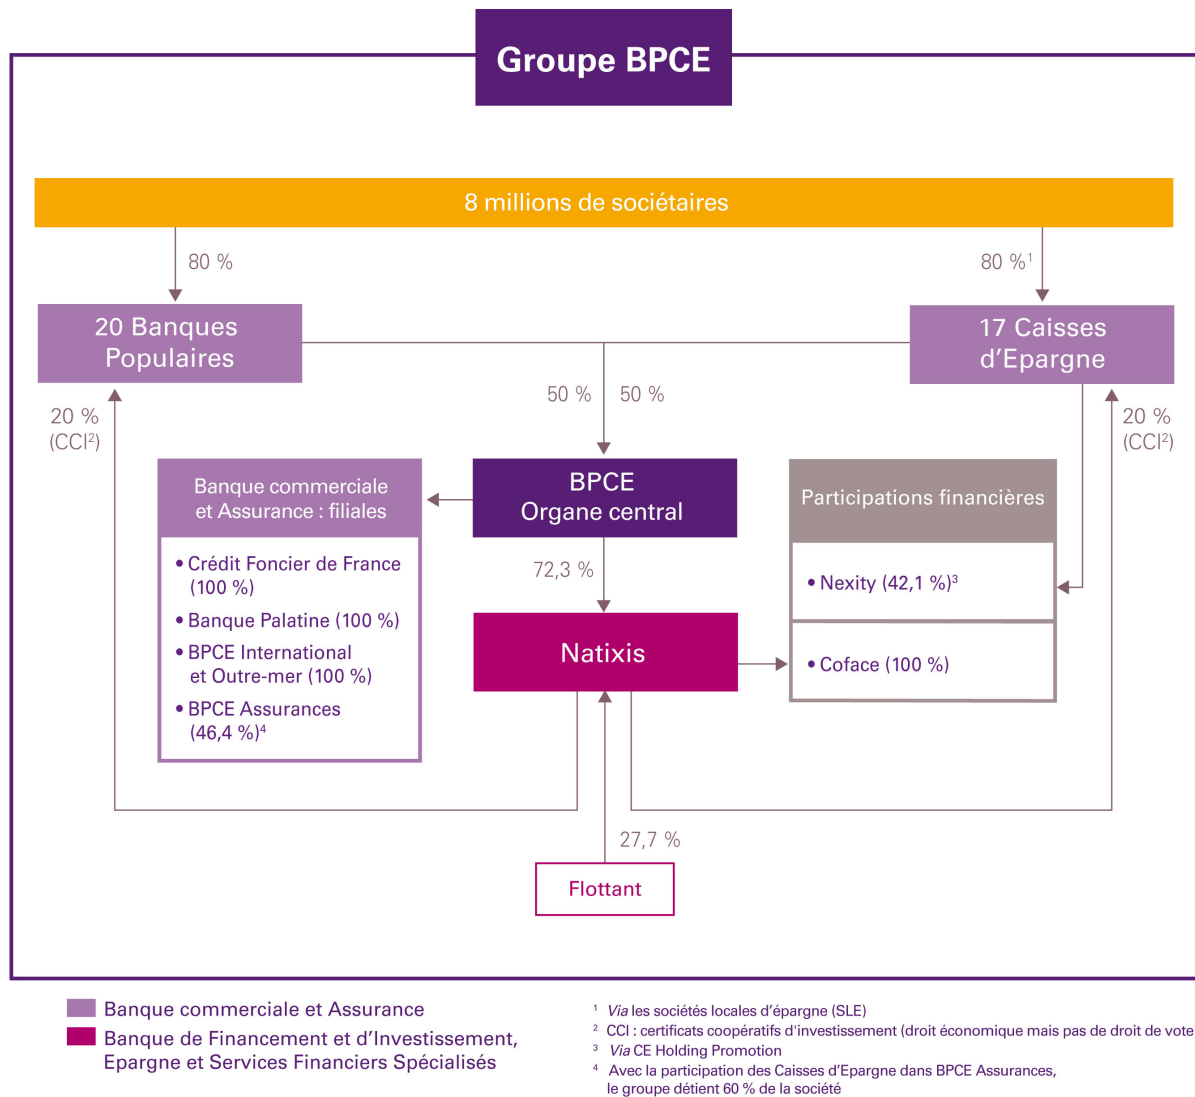 Groupe BPCE
8 millions de sociétaires
80 %
80 %¹
20 Banques
Populaires
17 Caisses
d’Epargne
50 %
50 %
20 %
(CCI²)
20 %
(CCI²)
Banque commerciale
et Assurance : filiales
• Crédit Foncier de France
(100 %)
• Banque Palatine (100 %)
• BPCE International
et Outre-mer (100 %)
• BPCE Assurances
(46,4 %)⁴
BPCE
Organe central
72,3 %
Natixis
Participations financières
• Nexity (42,1 %)³
• Coface (100 %)
27,7 %
Flottant
Banque commerciale et Assurance
Banque de Financement et d’Investissement,
Epargne et Services Financiers Spécialisés
¹ Via les sociétés locales d’épargne (SLE)
² CCI : certificats coopératifs d'investissement (droit économique mais pas de droit de vote
³ Via CE Holding Promotion
⁴ Avec la participation des Caisses d’Epargne dans BPCE Assurances,
le groupe détient 60 % de la société